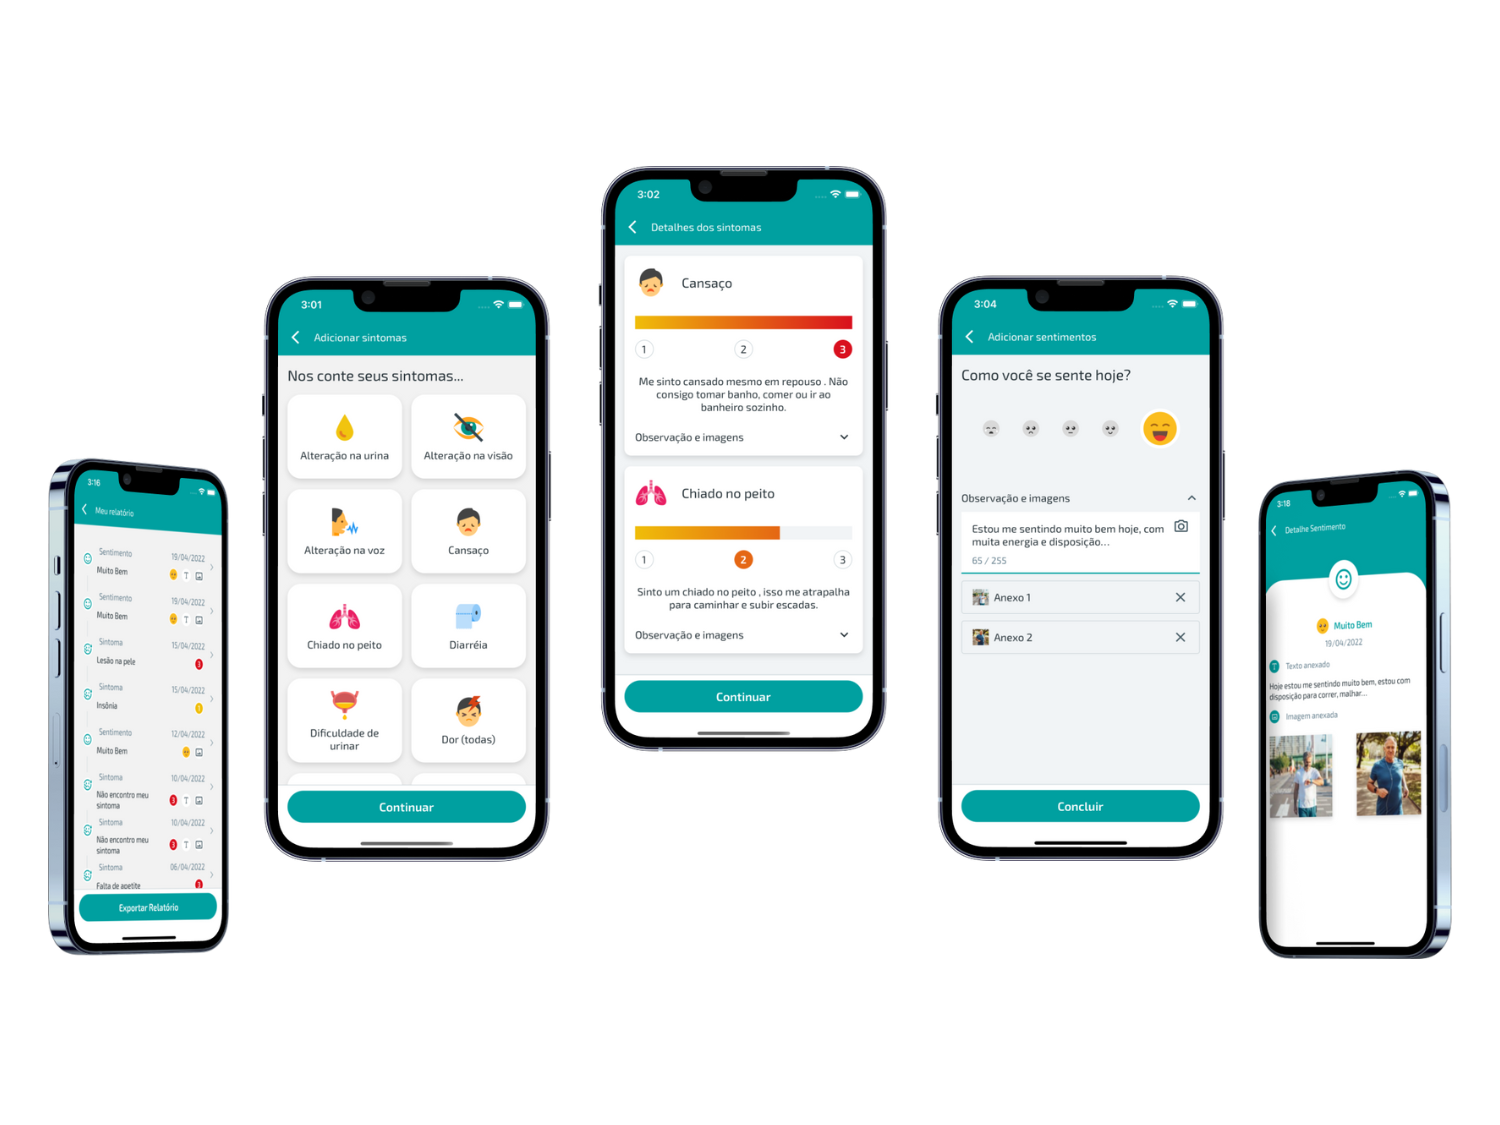 3:16
Meu relatório
Sentimento 19/04/2022
Muito Bem
T
Sentimento 19/04/2022
Muito Bem
T
Sintoma 15/04/2022
Lesão na pele
3
Sintoma 15/04/2022
Insônia
1
Sentimento 12/04/2022
Muito Bem
Sintoma 10/04/2022
Não encontro meu
sintoma
3 T
Sintoma 10/04/2022
Não encontro meu
sintoma
3 T
Sintoma 06/04/2022
Falta de apetite
3
Exportar Relatório
3:01
Adicionar sintomas
Nos conte seus sintomas...
Alteração na urina
Alteração na visão
Alteração na voz
Cansaço
Chiado no peito
Diarréia
Dificuldade de
urinar
Dor (todas)
Continuar
3:02
Detalhes dos sintomas
Cansaço
1 2 3
Me sinto cansado mesmo em repouso . Não
consigo tomar banho, comer ou ir ao
banheiro sozinho.
Observação e imagens
Chiado no peito
1 2 3
Sinto um chiado no peito , isso me atrapalha
para caminhar e subir escadas.
Observação e imagens
Continuar
3:04
Adicionar sentimentos
Como você se sente hoje?
Observação e imagens
Estou me sentindo muito bem hoje, com
muita energia e disposição...
65 / 255
Anexo 1
Anexo 2
Concluir
3:18
Detalhe Sentimento
Muito Bem
19/04/2022
T Texto anexado
Hoje estou me sentindo muito bem, estou com
disposição para correr, malhar...
Imagem anexada